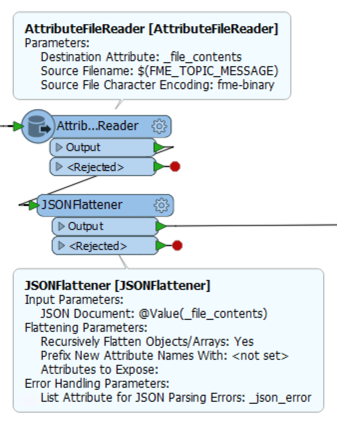 AttributeFileReader [AttributeFileReader]
Parameters:
Destination Attribute: _file_contents
Source Filename: $(FME_TOPIC_MESSAGE)
Source File Character Encoding: fme-binary
Attrib...Reader
Output
<Rejected>
JSONFlattener
Output
<Rejected>
JSONFlattener [JSONFlattener]
Input Parameters:
JSON Document: @Value(_file_contents)
Flattening Parameters:
Recursively Flatten Objects/Arrays: Yes
Prefix New Attribute Names With: <not set>
Attributes to Expose:
Error Handling Parameters:
List Attribute for JSON Parsing Errors: _json_error